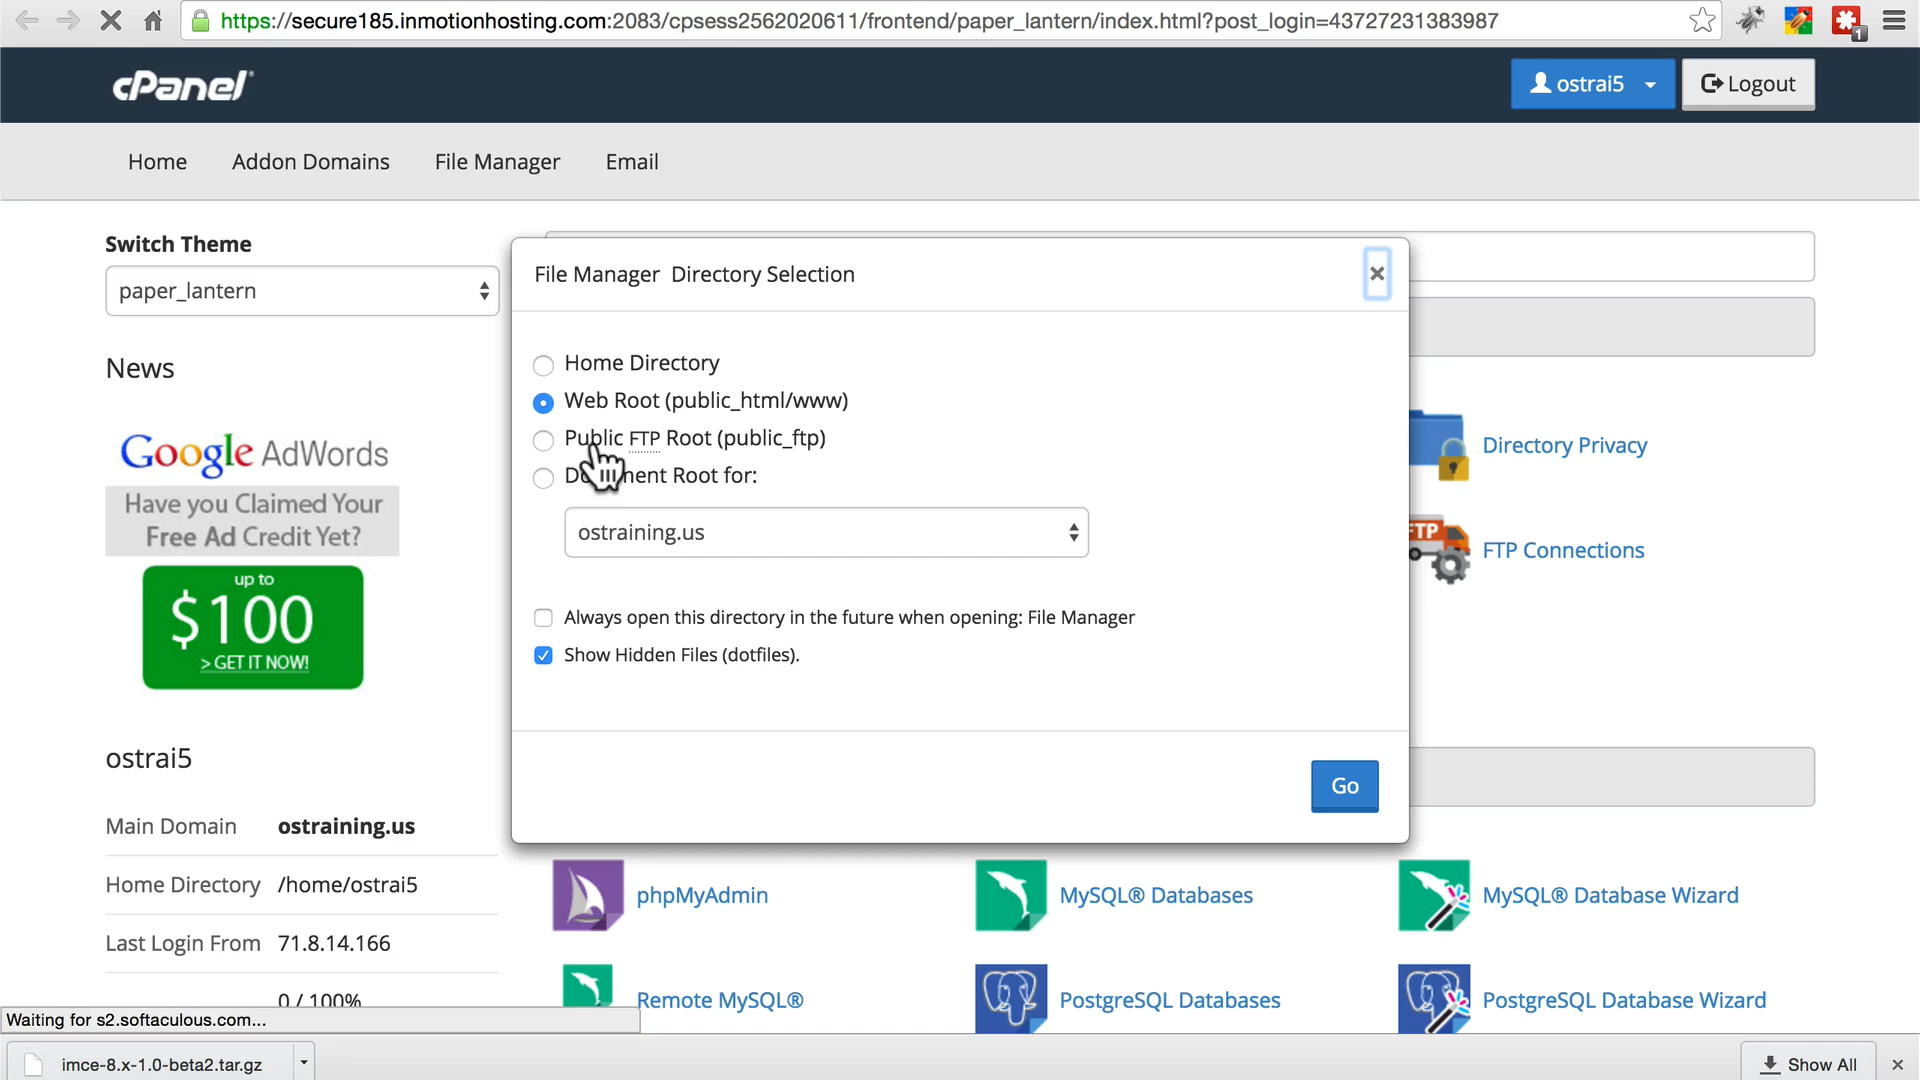 https://secure185.inmotionhosting.com:2083/cpsess2562020611/frontend/paper_lantern/index.html?post_login=43727231383987
1
cPanel
ostrai5
Logout
Home
Addon Domains
File Manager
Email
Switch Theme
paper_lantern
News
Google AdWords
Have you Claimed Your
Free Ad Credit Yet?
up to
$100
> GET IT NOW!
ostrai5
Main Domain ostraining.us
Home Directory /home/ostrai5
Last Login From 71.8.14.166
0 / 100%
File Manager Directory Selection
×
Home Directory
Web Root (public_html/www)
Public FTP Root (public_ftp)
Root for:
ostraining.us
Always open this directory in the future when opening: File Manager
Show Hidden Files (dotfiles).
Go
Directory Privacy
FTP
FTP Connections
phpMyAdmin
MySQL® Databases
MySQL® Database Wizard
Remote MySQL®
PostgreSQL Databases
PostgreSQL Database Wizard
Waiting for s2.softaculous.com...
imce-8.x-1.0-beta2.tar.gz
Show All
×